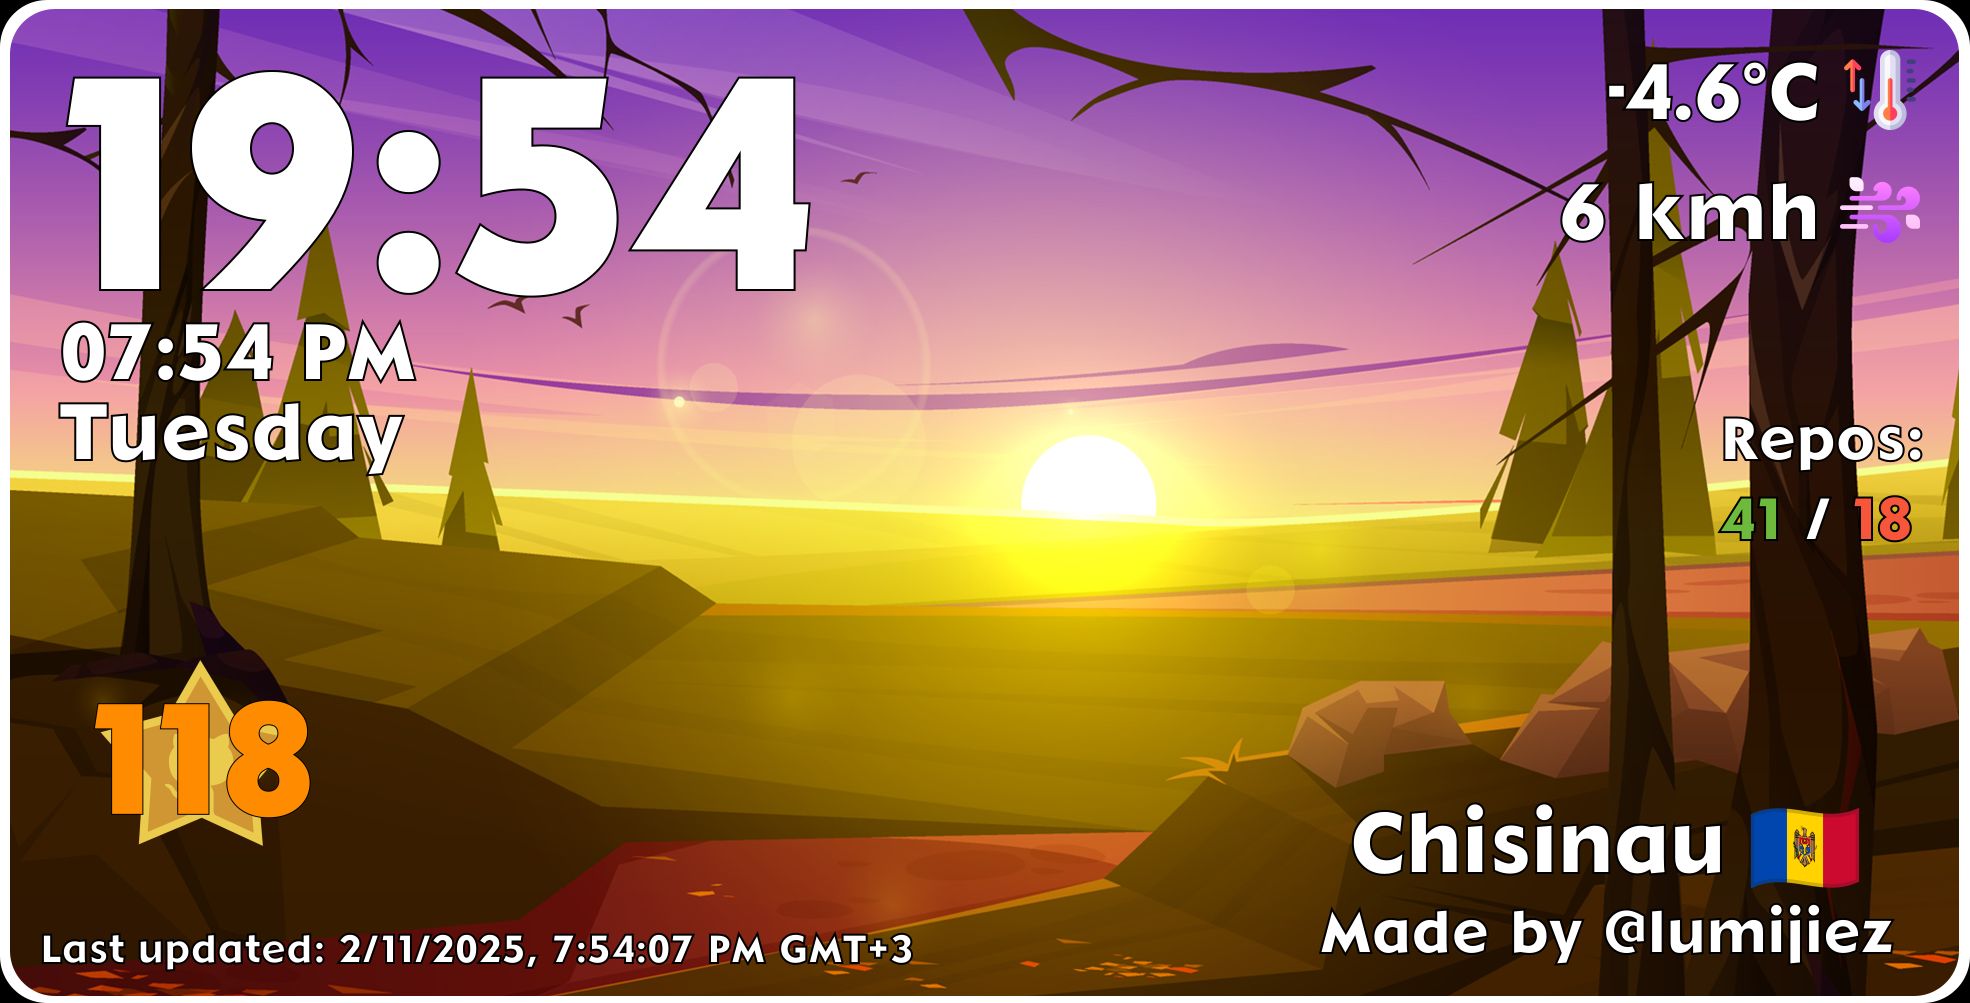 19:54
07:54 PM
Tuesday
-4.6°C
6 kmh
Repos:
41 / 18
118
Chisinau
Made by @lumijiez
Last updated: 2/11/2025, 7:54:07 PM GMT+3